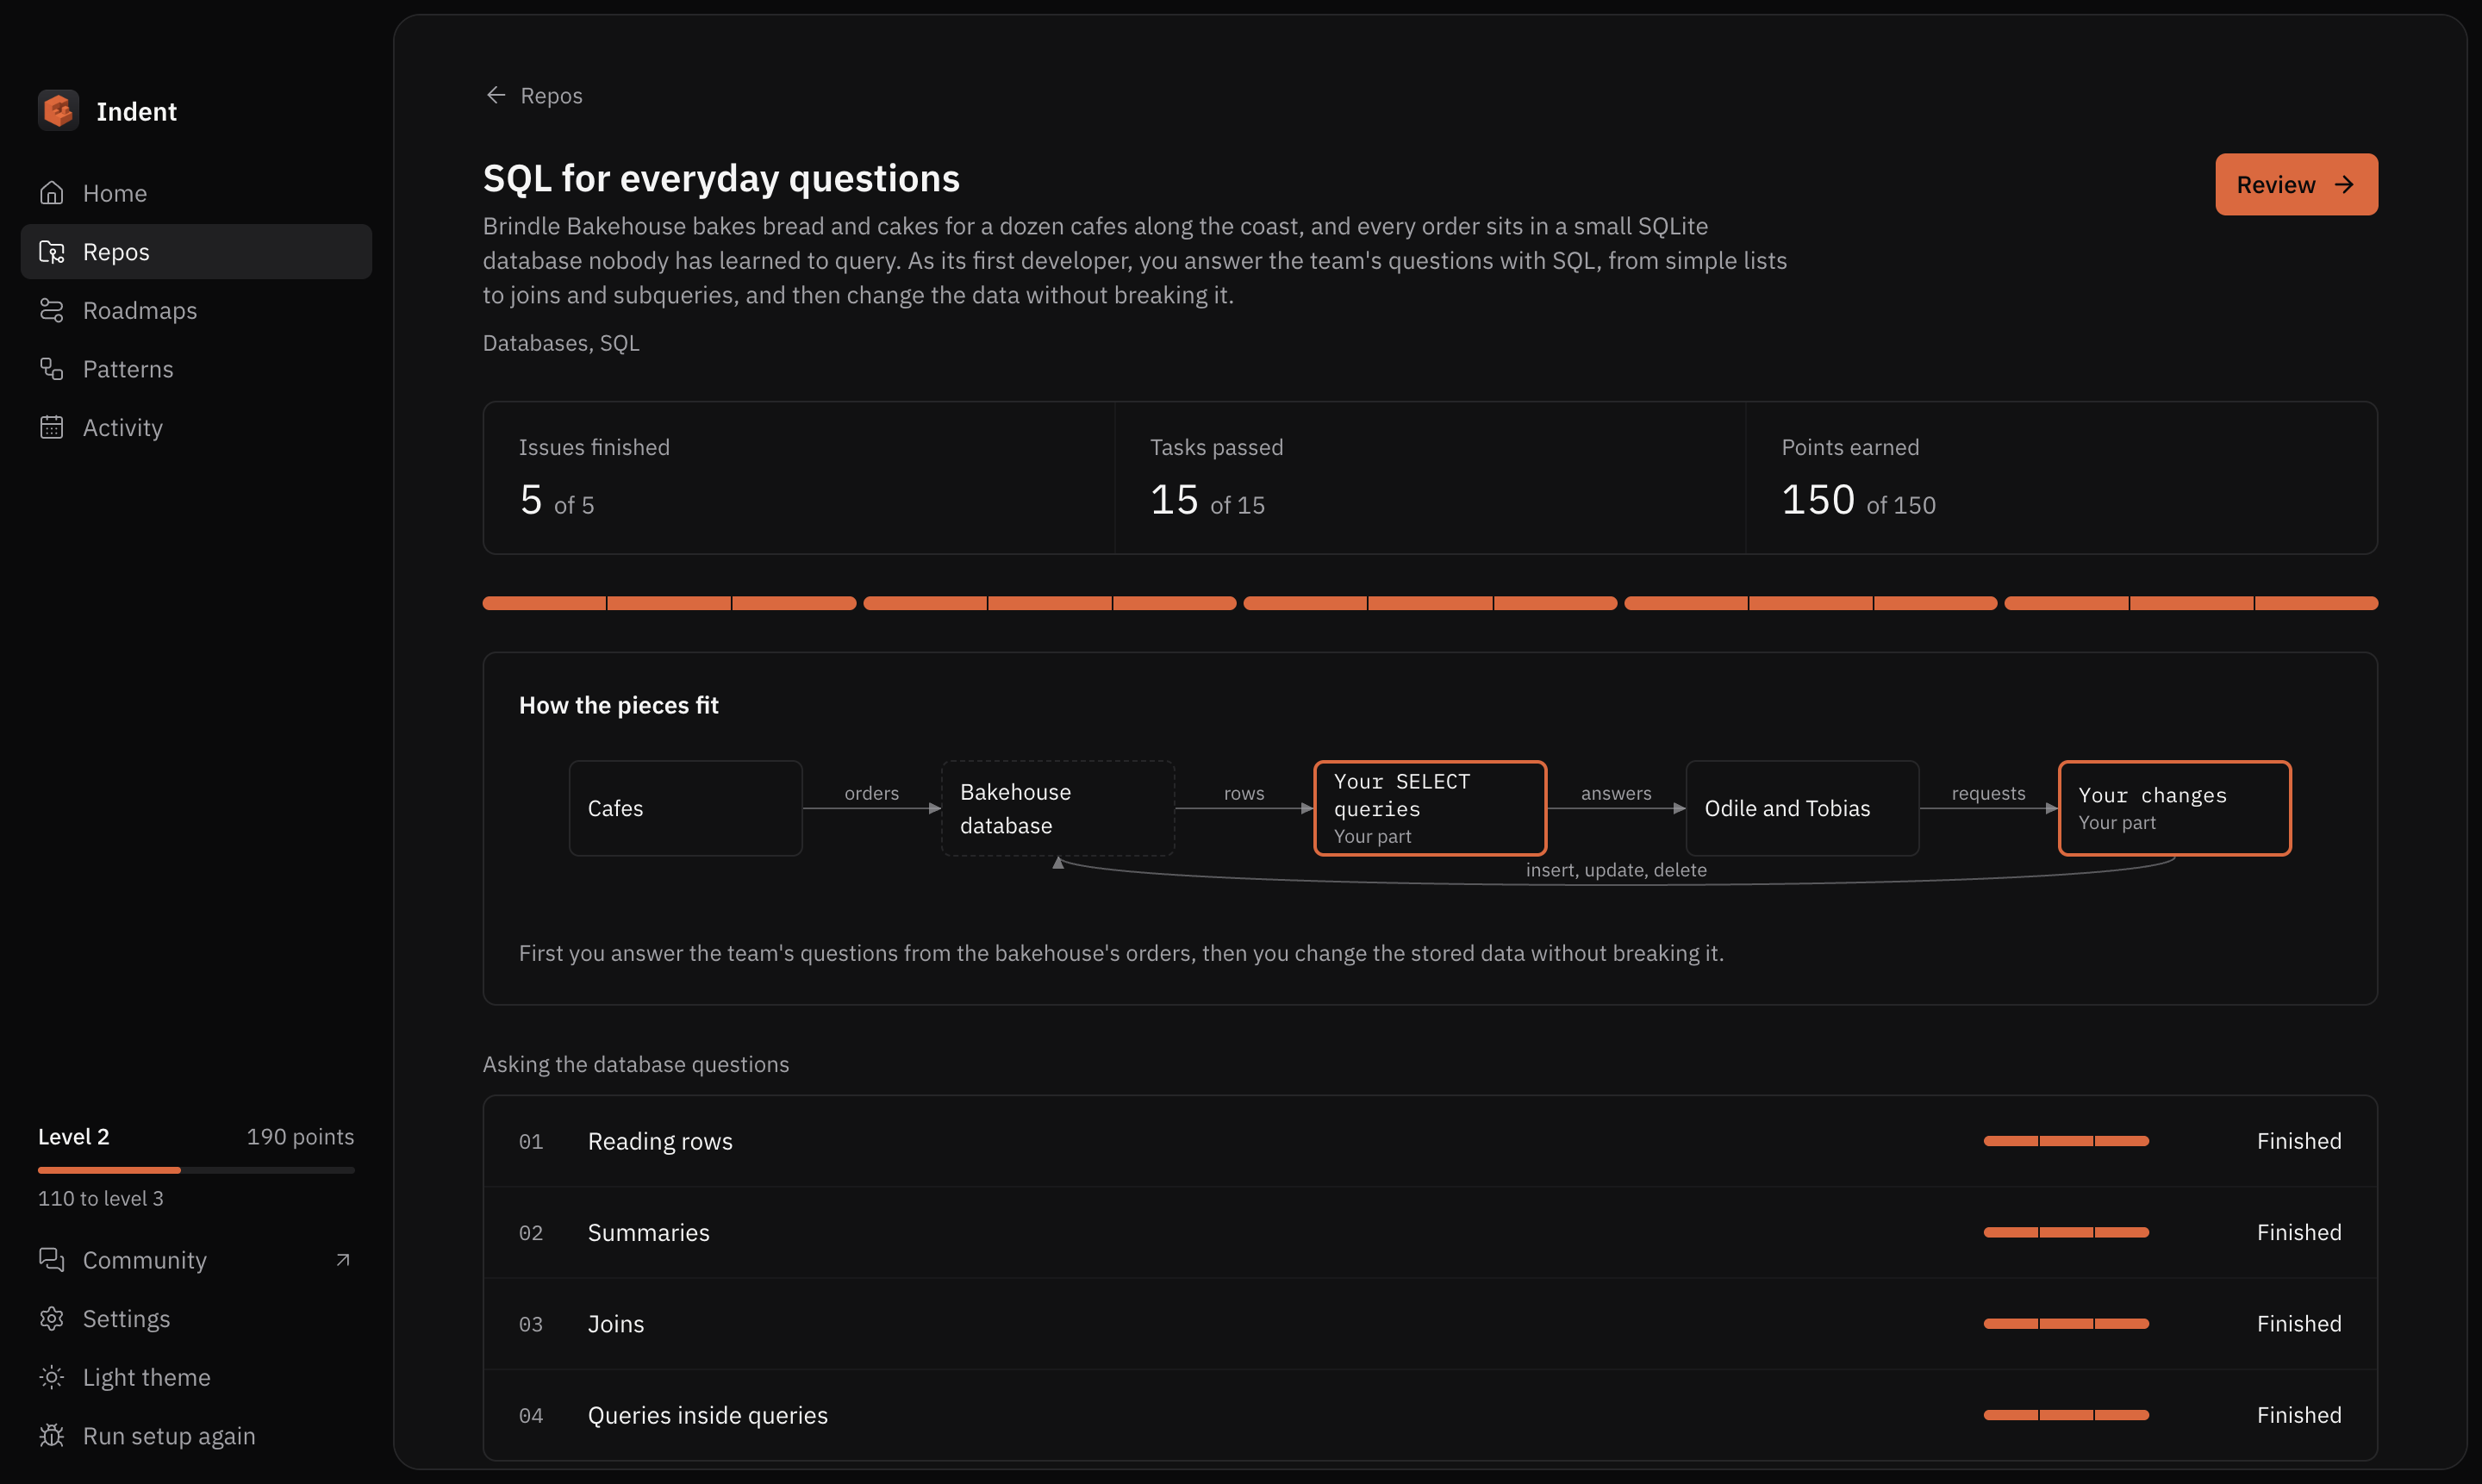 Indent
Home
Repos
Roadmaps
Patterns
Activity
Level 2 190 points
110 to level 3
Community
Settings
Light theme
Run setup again
Repos
SQL for everyday questions
Review
Brindle Bakehouse bakes bread and cakes for a dozen cafes along the coast, and every order sits in a small SQLite
database nobody has learned to query. As its first developer, you answer the team's questions with SQL, from simple lists
to joins and subqueries, and then change the data without breaking it.
Databases, SQL
Issues finished
5 of 5
Tasks passed
15 of 15
Points earned
150 of 150
How the pieces fit
Cafes
orders
Bakehouse
database
rows
Your SELECT
queries
Your part
answers
Odile and Tobias
requests
Your changes
Your part
insert, update, delete
First you answer the team's questions from the bakehouse's orders, then you change the stored data without breaking it.
Asking the database questions
01 Reading rows Finished
02 Summaries Finished
03 Joins Finished
04 Queries inside queries Finished